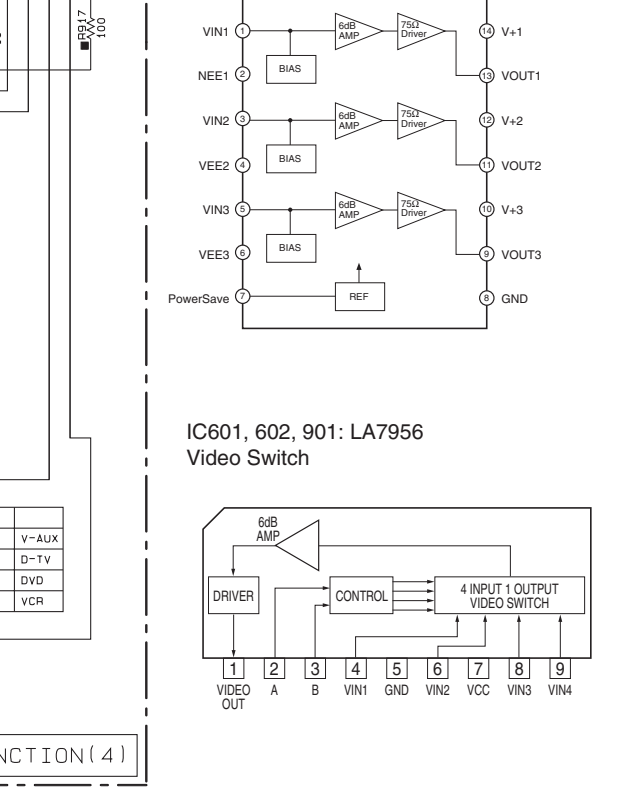 R917
100
VIN1 1
6dB
AMP
75Ω
Driver
14 V+1
NEE1 2
BIAS
13 VOUT1
VIN2 3
6dB
AMP
75Ω
Driver
12 V+2
VEE2 4
BIAS
11 VOUT2
VIN3 5
6dB
AMP
75Ω
Driver
10 V+3
VEE3 6
BIAS
9 VOUT3
PowerSave 7
REF
8 GND
IC601, 602, 901: LA7956
Video Switch
6dB
AMP
DRIVER
CONTROL
4 INPUT 1 OUTPUT
VIDEO SWITCH
1 2 3 4 5 6 7 8 9
VIDEO
OUT
A B VIN1 GND VIN2 VCC VIN3 VIN4
V-AUX
D-TV
DVD
VCR
NCTION(4)